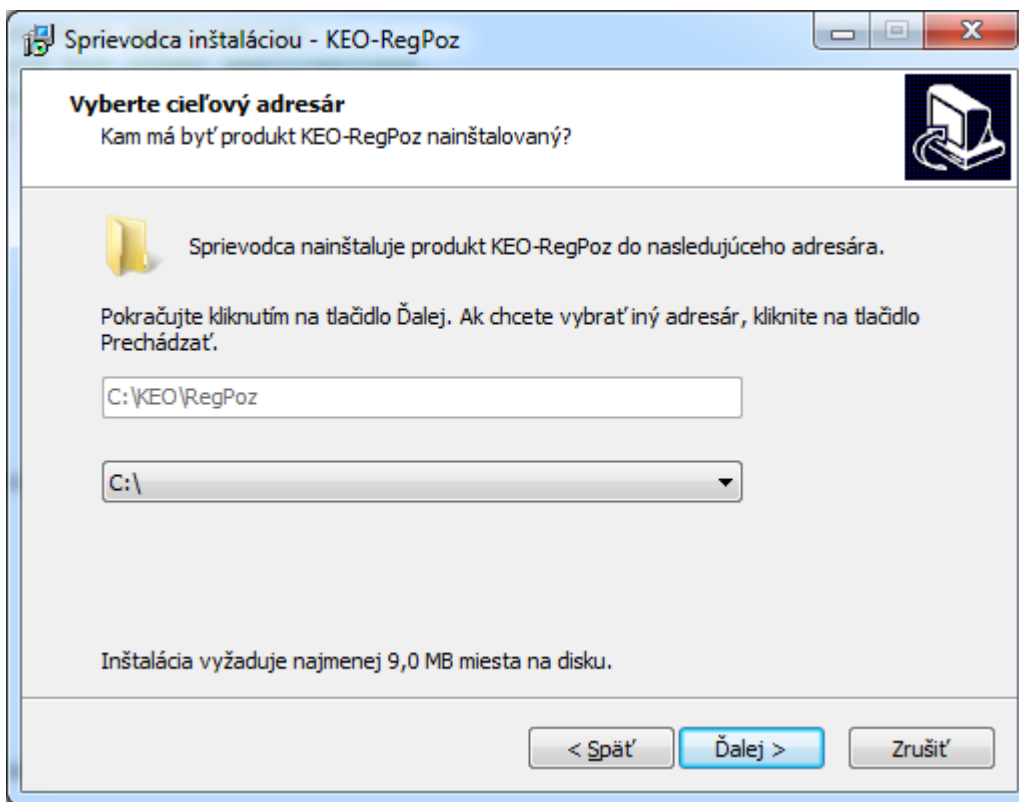 Sprievodca inštaláciou - KEO-RegPoz
Vyberte cieľový adresár
Kam má byť produkt KEO-RegPoz nainštalovaný?
Sprievodca nainštaluje produkt KEO-RegPoz do nasledujúceho adresára.
Pokračujte kliknutím na tlačidlo Ďalej. Ak chcete vybrať iný adresár, kliknite na tlačidlo
Prechádzať.
C:\KEO\RegPoz
C:\
Inštalácia vyžaduje najmenej 9,0 MB miesta na disku.
< Späť
Ďalej >
Zrušiť